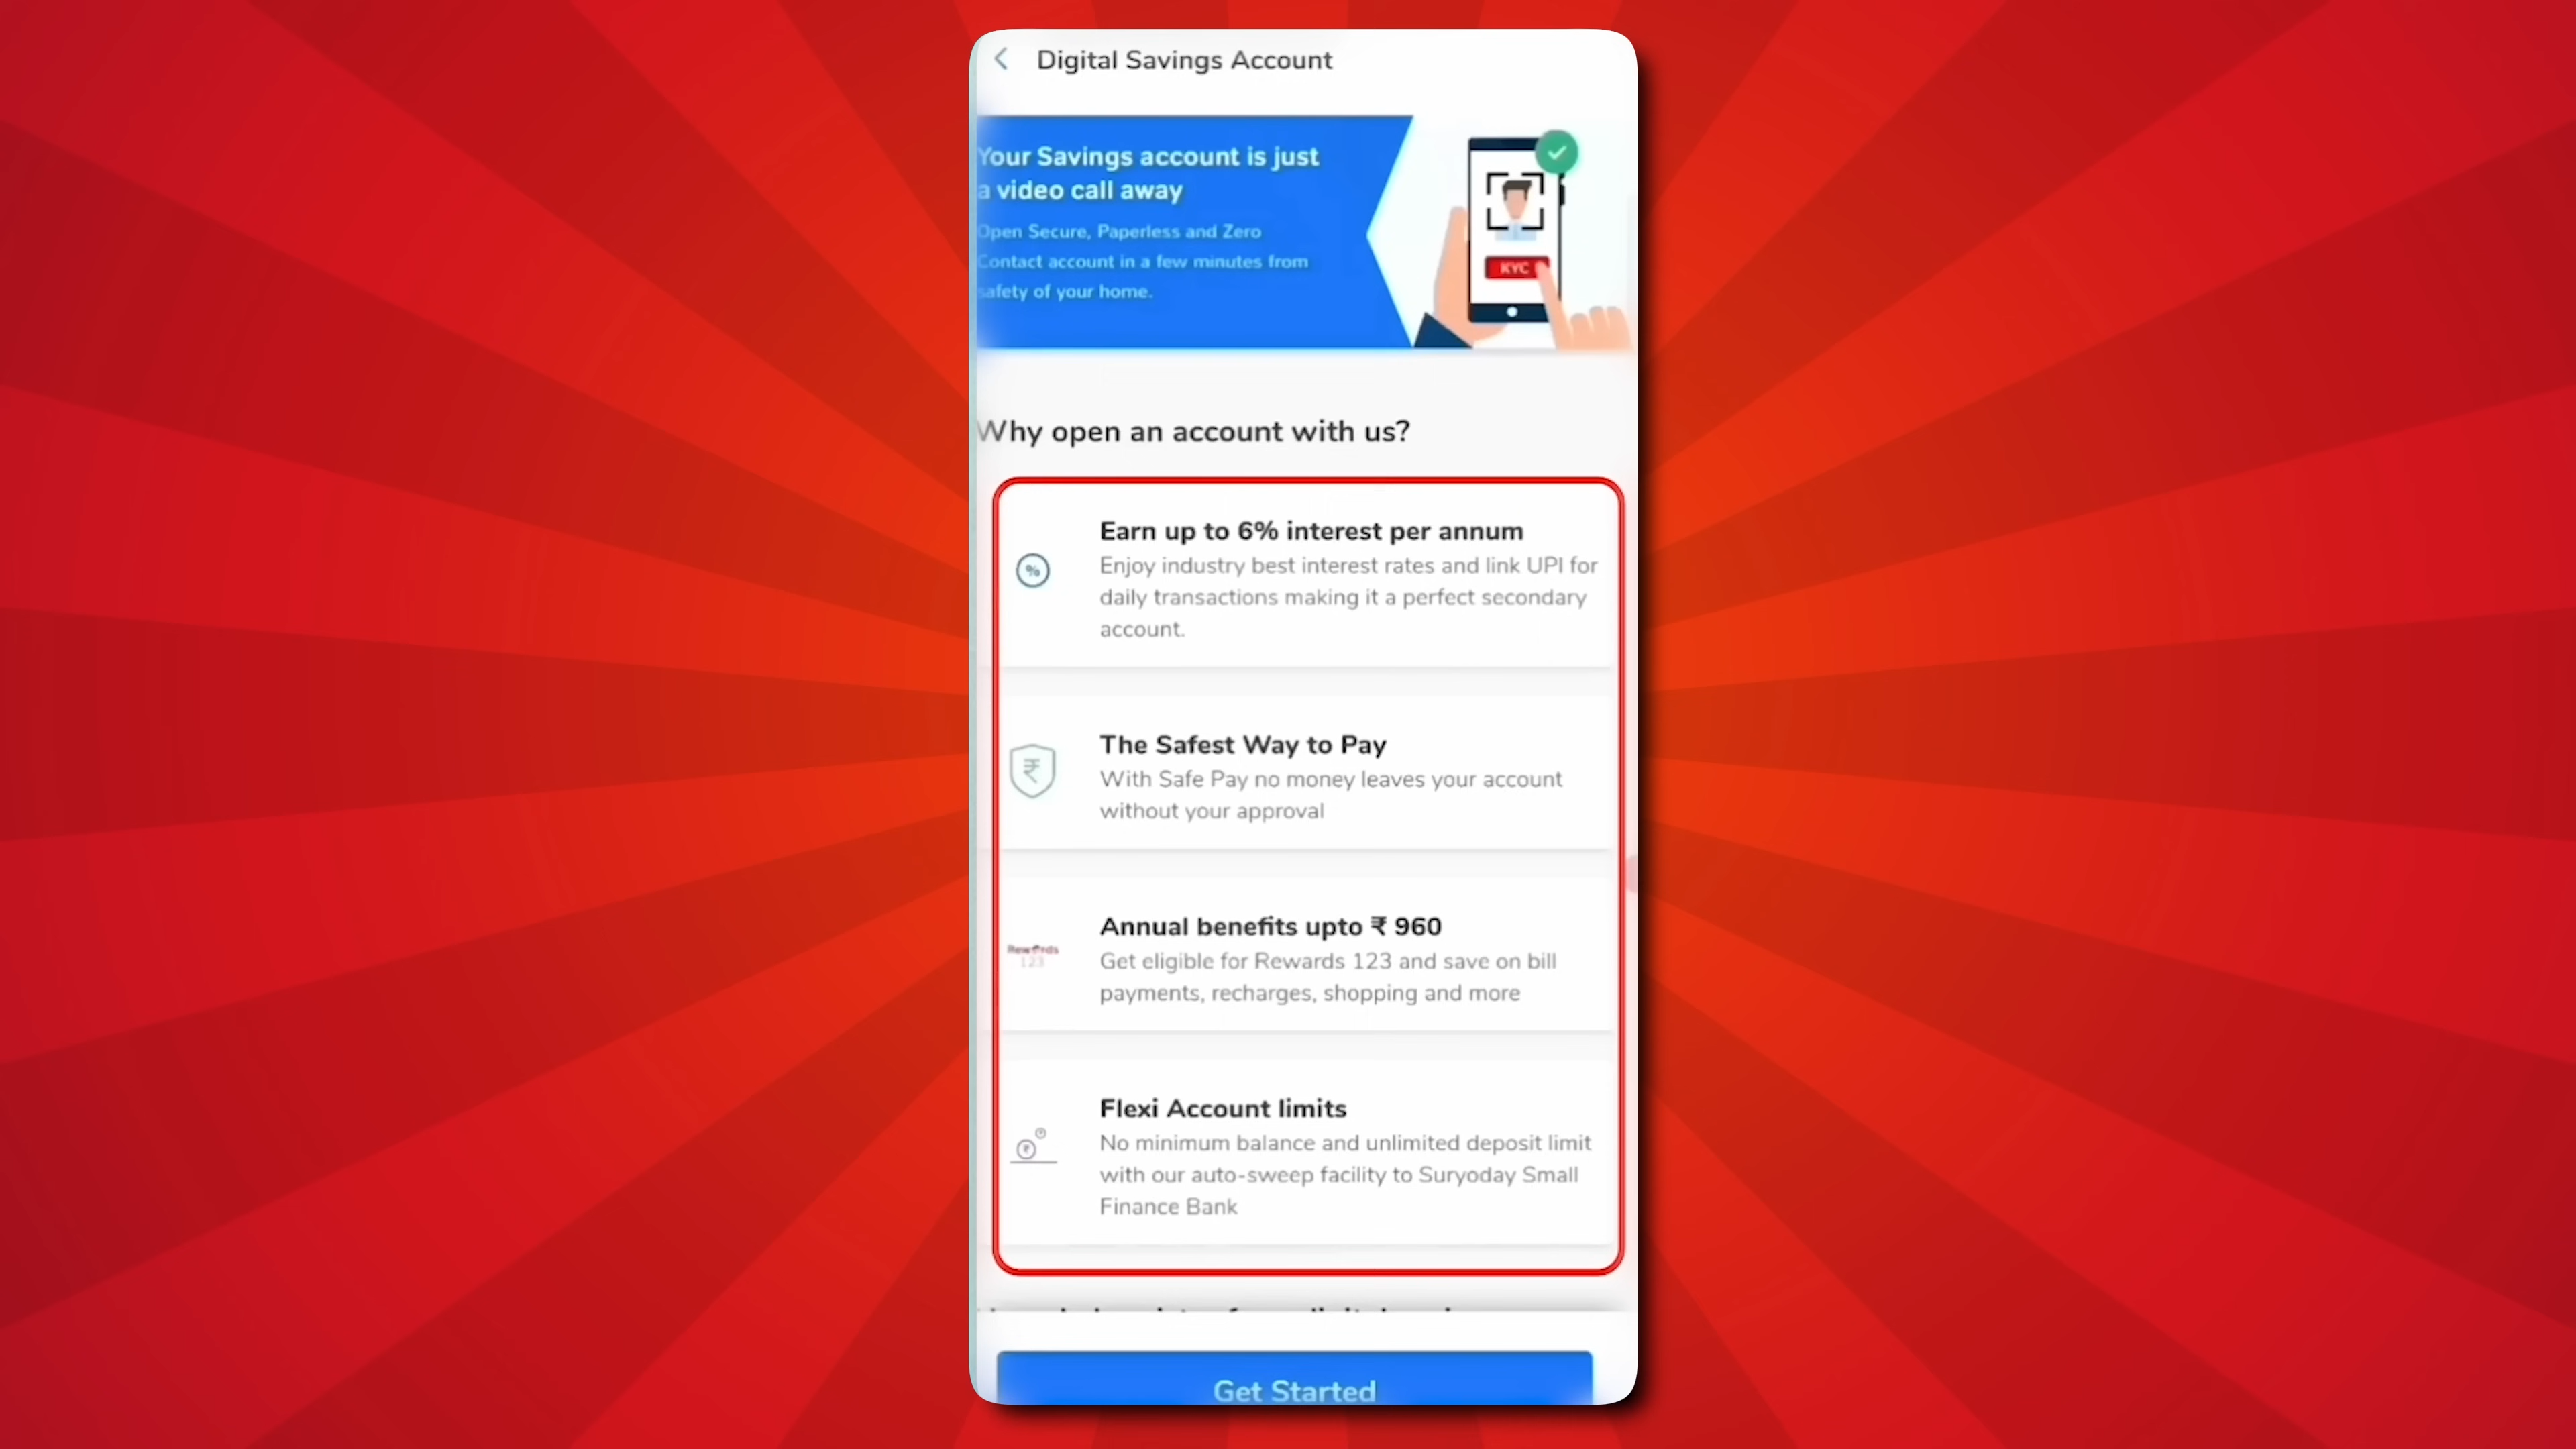 Digital Savings Account
Your Savings account is just
a video call away
Open Secure, Paperless and Zero
Contact account in a few minutes from
safety of your home.
KYC
Why open an account with us?
Earn up to 6% interest per annum
Enjoy industry best interest rates and link UPI for
daily transactions making it a perfect secondary
account.
The Safest Way to Pay
With Safe Pay no money leaves your account
without your approval
Rewards
123
Annual benefits upto ₹ 960
Get eligible for Rewards 123 and save on bill
payments, recharges, shopping and more
Flexi Account limits
No minimum balance and unlimited deposit limit
with our auto-sweep facility to Suryoday Small
Finance Bank
Get Started